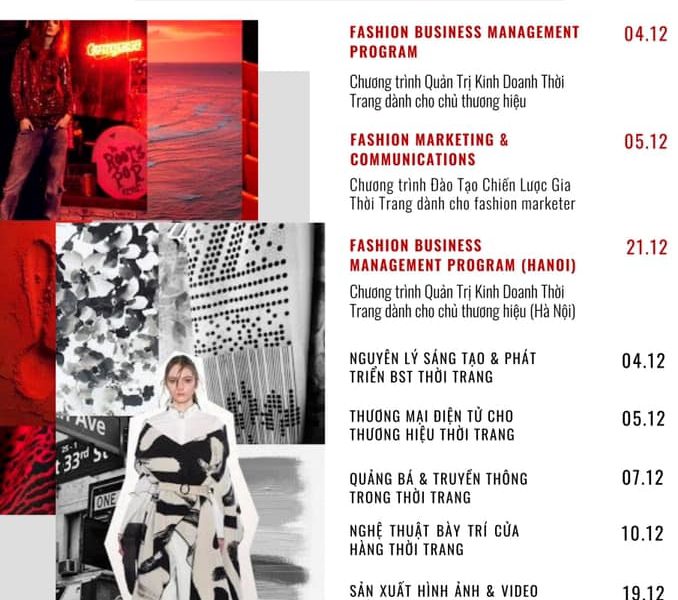 FASHION BUSINESS MANAGEMENT
PROGRAM
04.12
Chương trình Quản Trị Kinh Doanh Thời
Trang dành cho chủ thương hiệu
FASHION MARKETING &
COMMUNICATIONS
05.12
Chương trình Đào Tạo Chiến Lược Gia
Thời Trang dành cho fashion marketer
FASHION BUSINESS
MANAGEMENT PROGRAM (HANOI)
21.12
Chương trình Quản Trị Kinh Doanh Thời
Trang dành cho chủ thương hiệu (Hà Nội)
NGUYÊN LÝ SÁNG TẠO & PHÁT
TRIỂN BST THỜI TRANG
04.12
THƯƠNG MẠI ĐIỆN TỬ CHO
THƯƠNG HIỆU THỜI TRANG
05.12
QUẢNG BÁ & TRUYỀN THÔNG
TRONG THỜI TRANG
07.12
NGHỆ THUẬT BÀY TRÍ CỬA
HÀNG THỜI TRANG
10.12
SẢN XUẤT HÌNH ẢNH & VIDEO
19.12
ROOTS
POP
Ave
25 - 1
33rd St
ONE